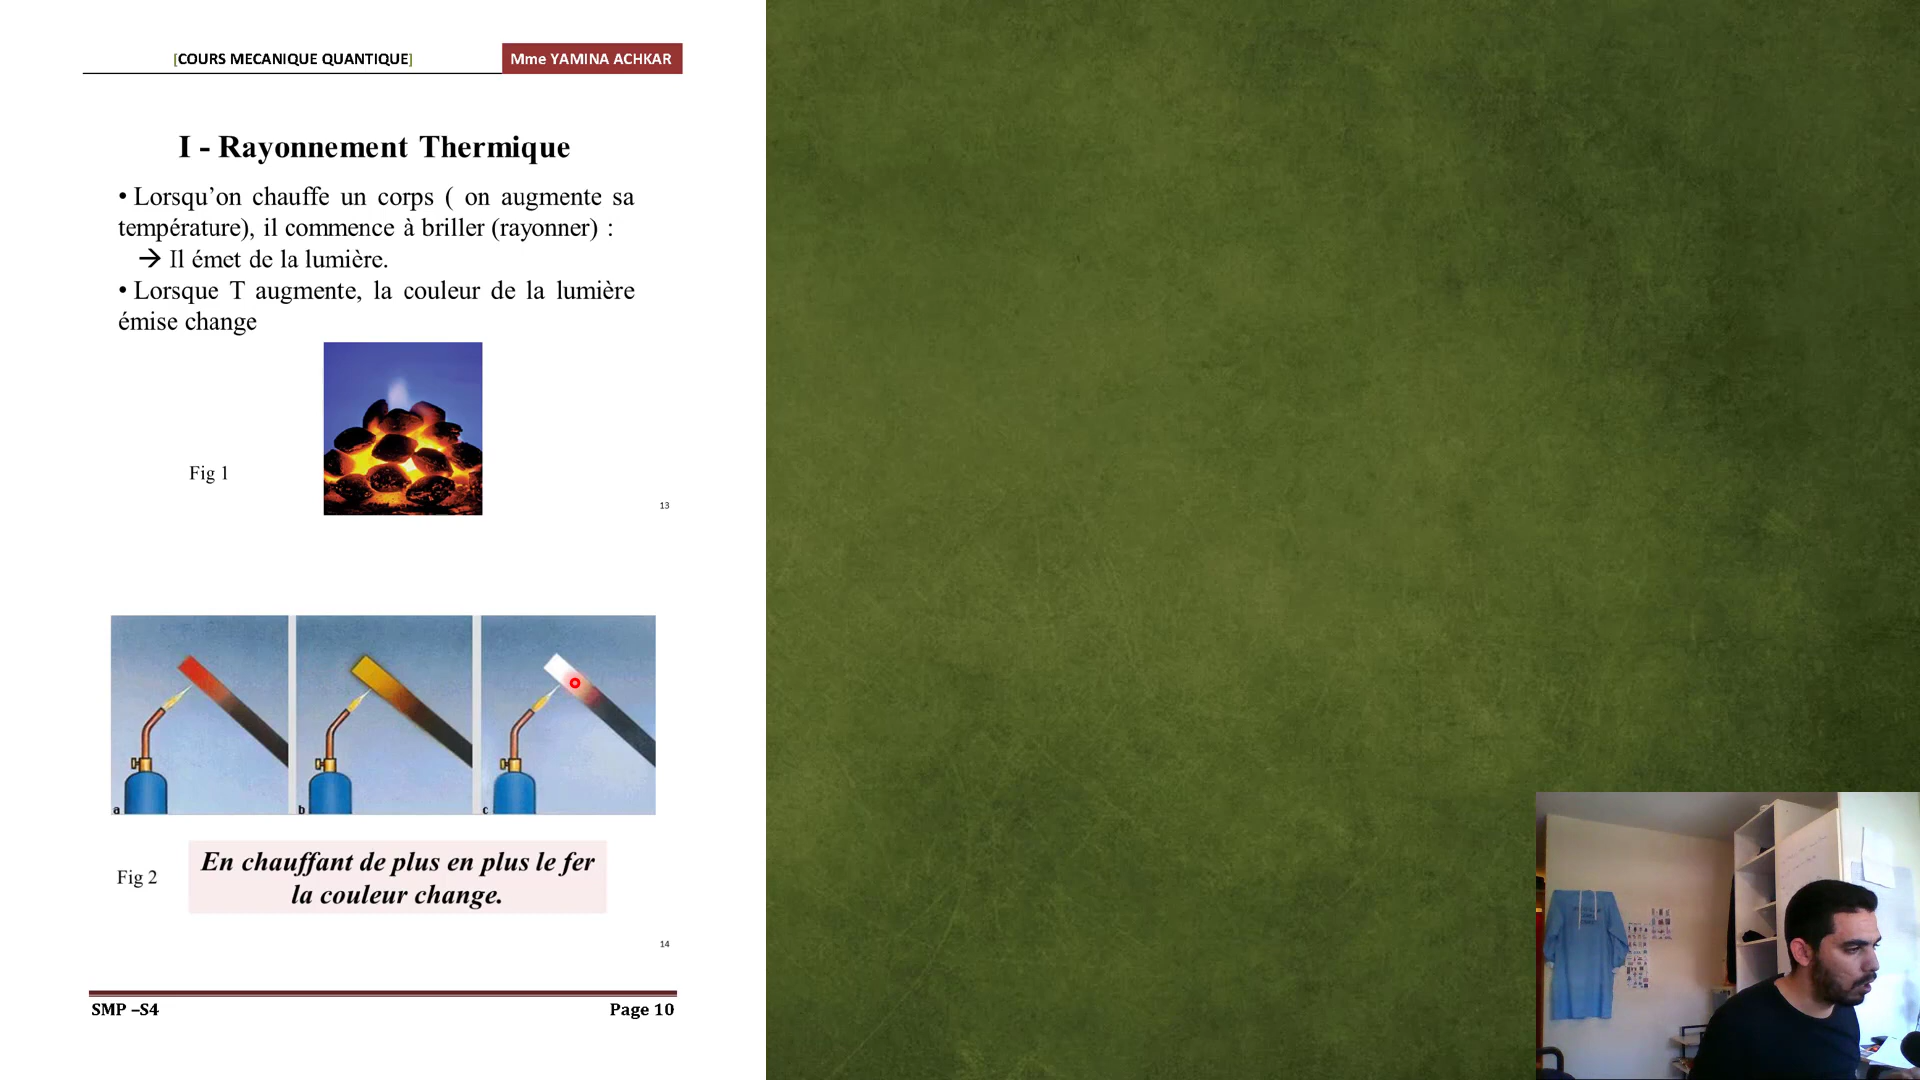 [COURS MECANIQUE QUANTIQUE]
Mme YAMINA ACHKAR
I - Rayonnement Thermique
• Lorsqu'on chauffe un corps ( on augmente sa
température), il commence à briller (rayonner) :
→ Il émet de la lumière.
• Lorsque T augmente, la couleur de la lumière
émise change
Fig 1
13
a
b
c
Fig 2
En chauffant de plus en plus le fer
la couleur change.
14
SMP –S4
Page 10